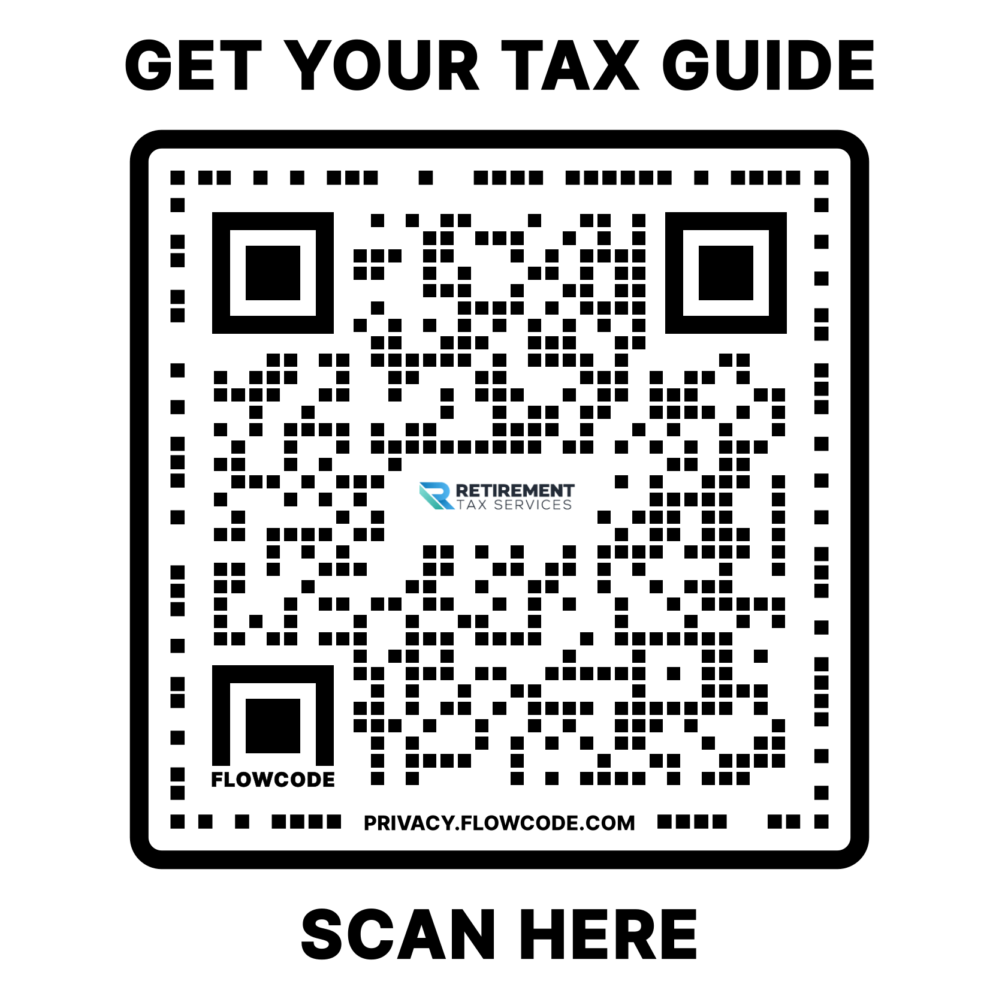 GET YOUR TAX GUIDE
RETIREMENT
TAX SERVICES
FLOWCODE
PRIVACY.FLOWCODE.COM
SCAN HERE